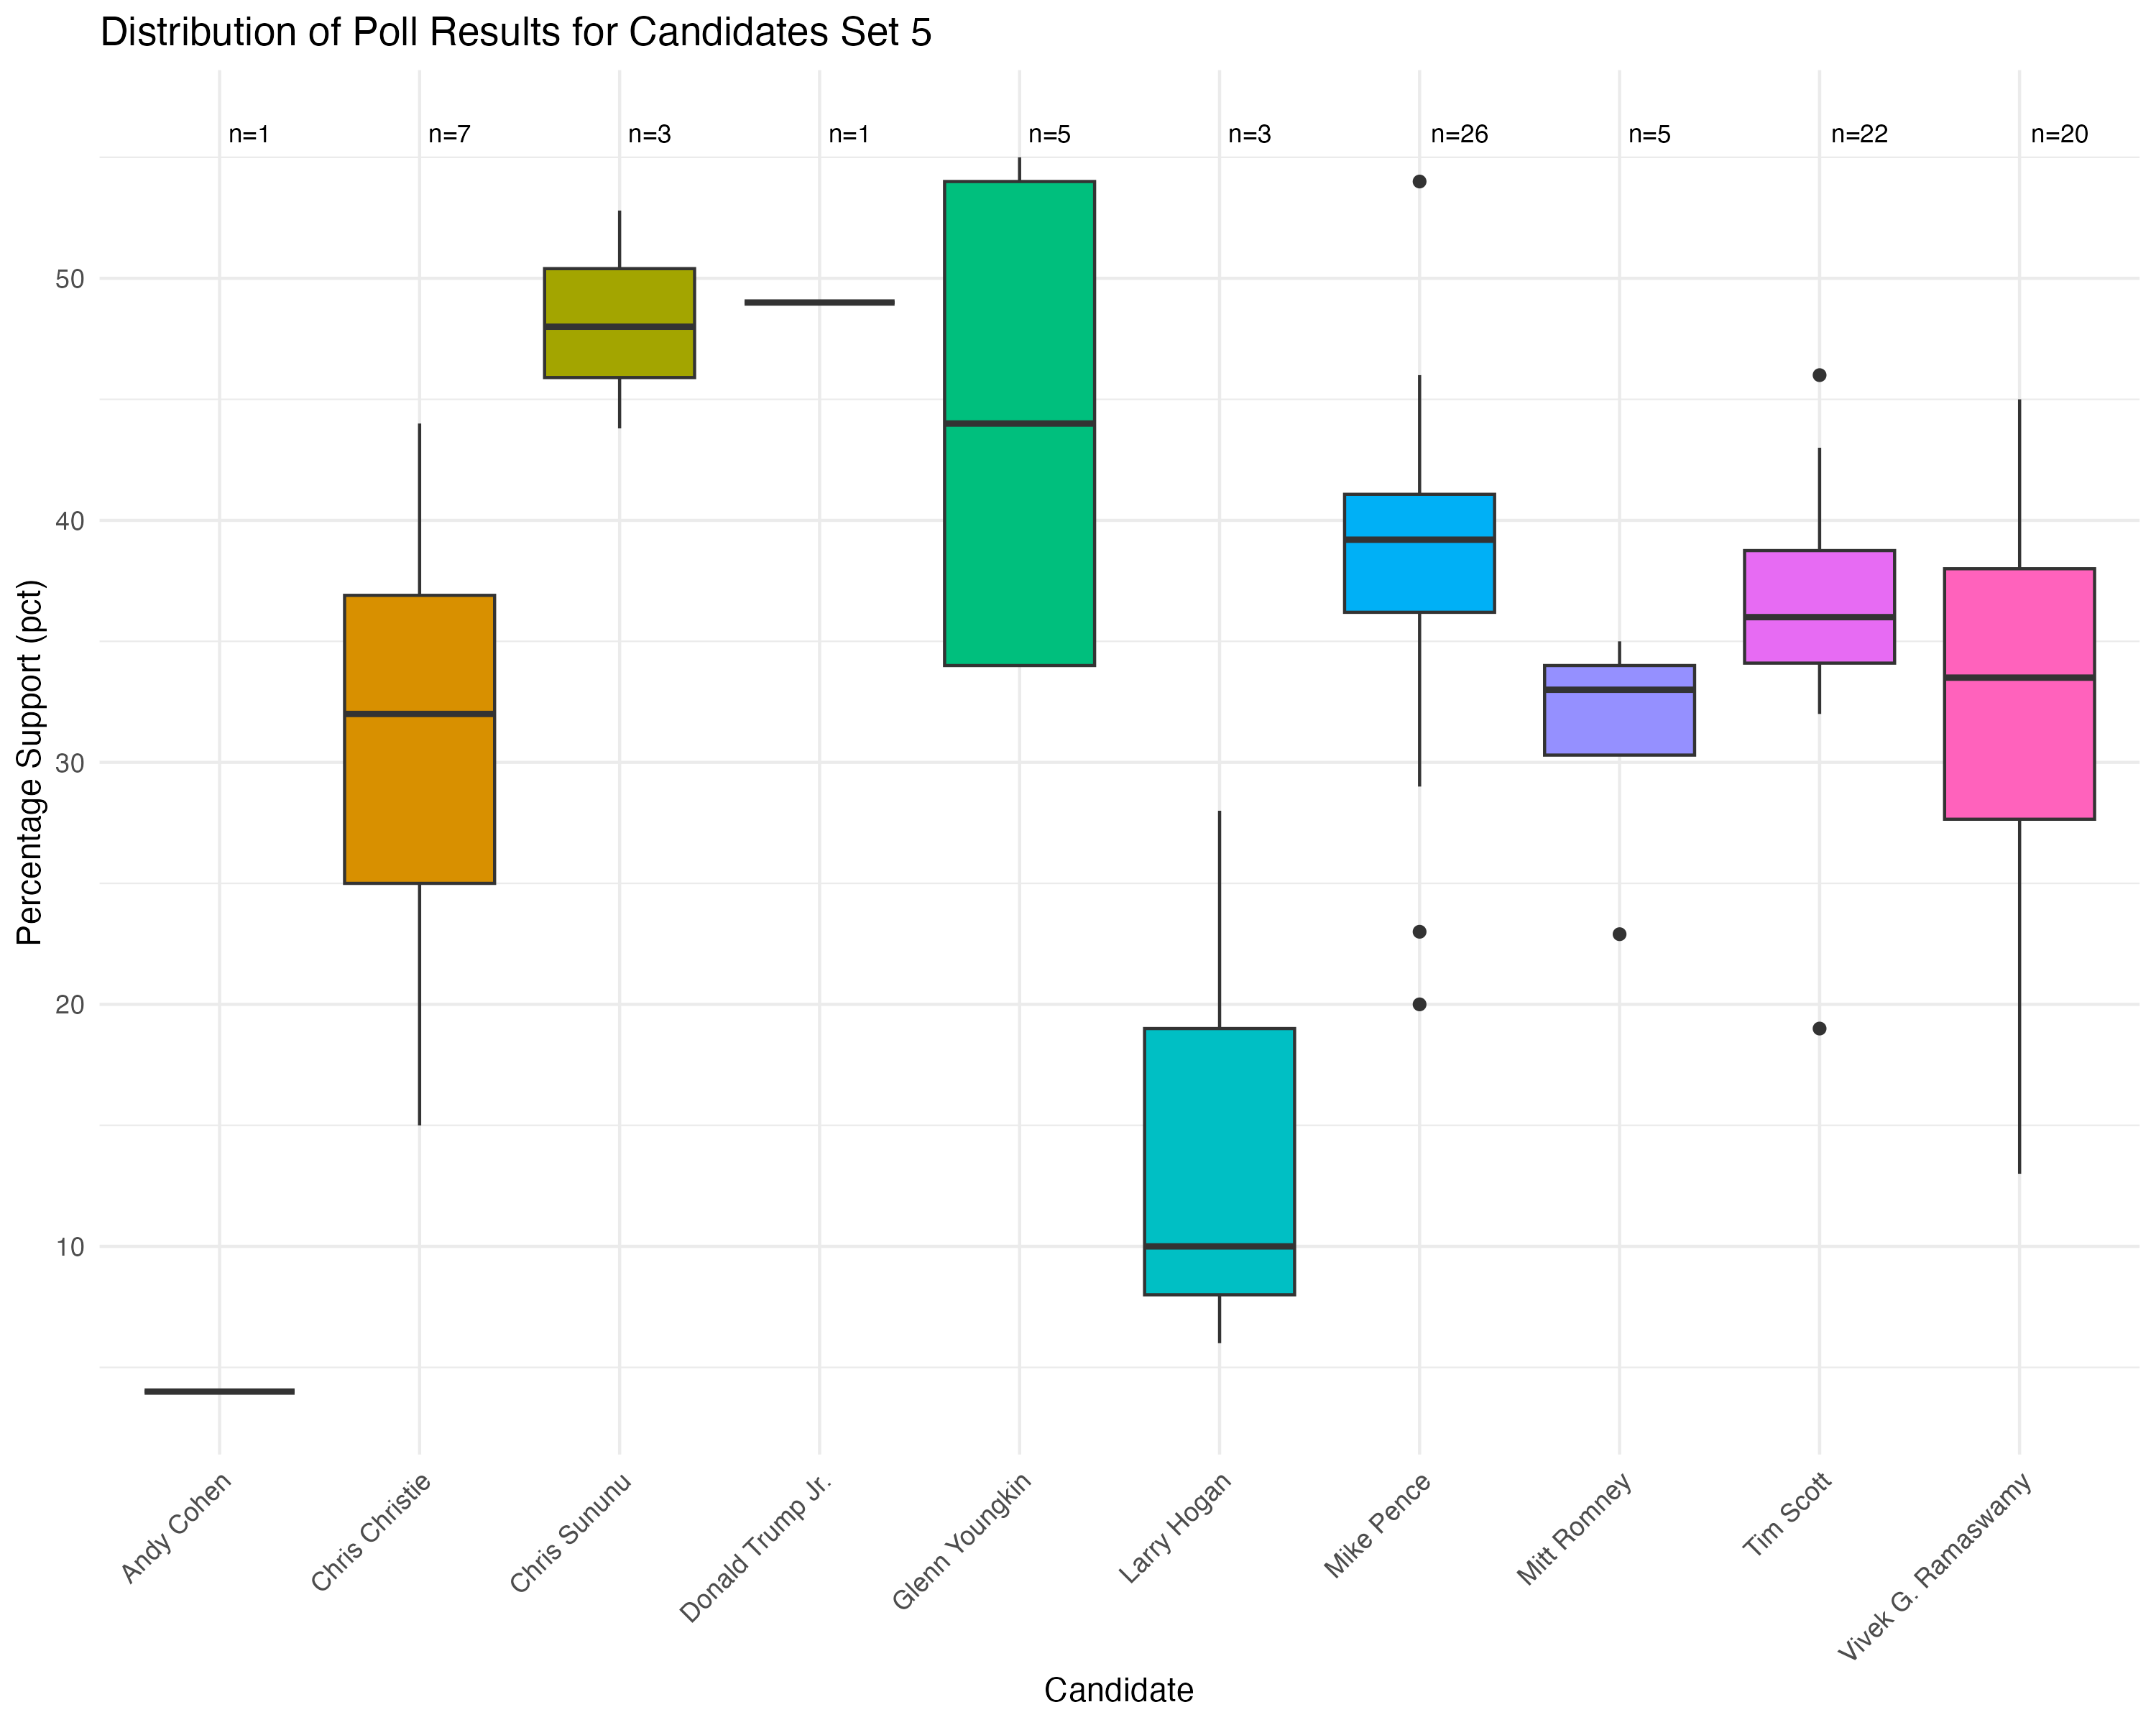 Distribution of Poll Results for Candidates Set 5
n=1 n=7 n=3 n=1 n=5 n=3 n=26 n=5 n=22 n=20
Percentage Support (pct)
50
40
30
20
10
Andy Cohen
Chris Christie
Chris Sununu
Donald Trump Jr.
Glenn Youngkin
Larry Hogan
Mike Pence
Mitt Romney
Tim Scott
Vivek G. Ramaswamy
Candidate